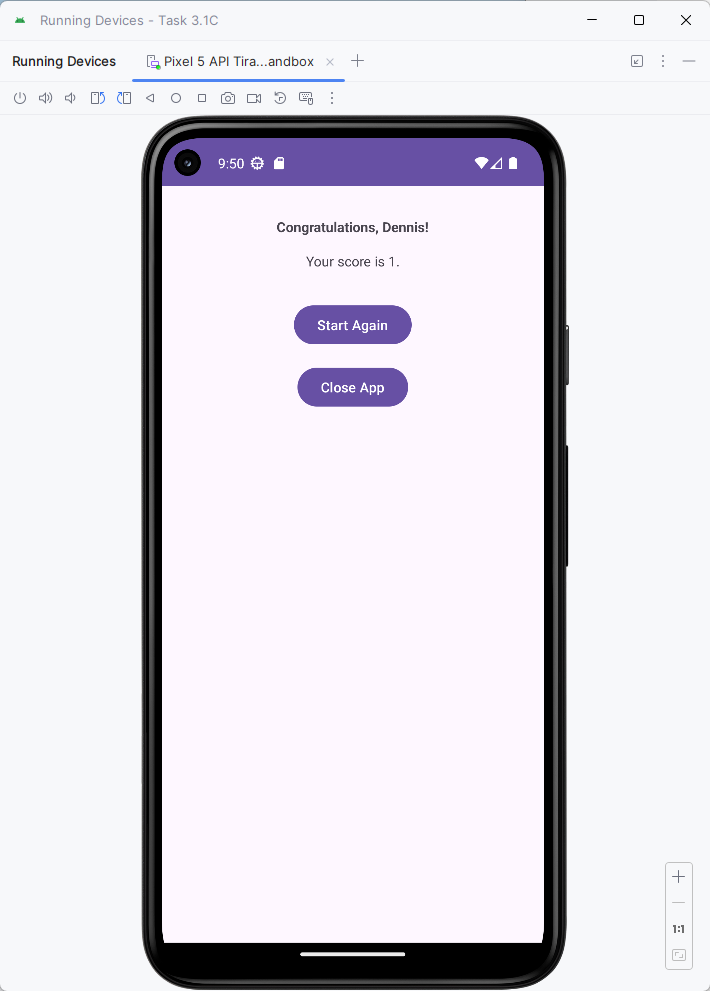 Running Devices - Task 3.1C
Running Devices
Pixel 5 API Tira...andbox
9:50
Congratulations, Dennis!
Your score is 1.
Start Again
Close App
1:1